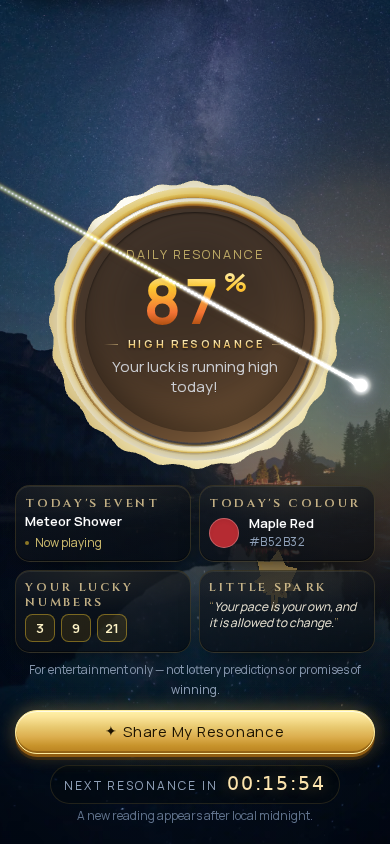 DAILY RESONANCE
87%
HIGH RESONANCE
Your luck is running high
today!
TODAY'S EVENT
Meteor Shower
Now playing
TODAY'S COLOUR
Maple Red
#B52B32
YOUR LUCKY
NUMBERS
3 9 21
LITTLE SPARK
"Your pace is your own, and
it is allowed to change."
For entertainment only — not lottery predictions or promises of
winning.
✦ Share My Resonance
NEXT RESONANCE IN 00:15:54
A new reading appears after local midnight.